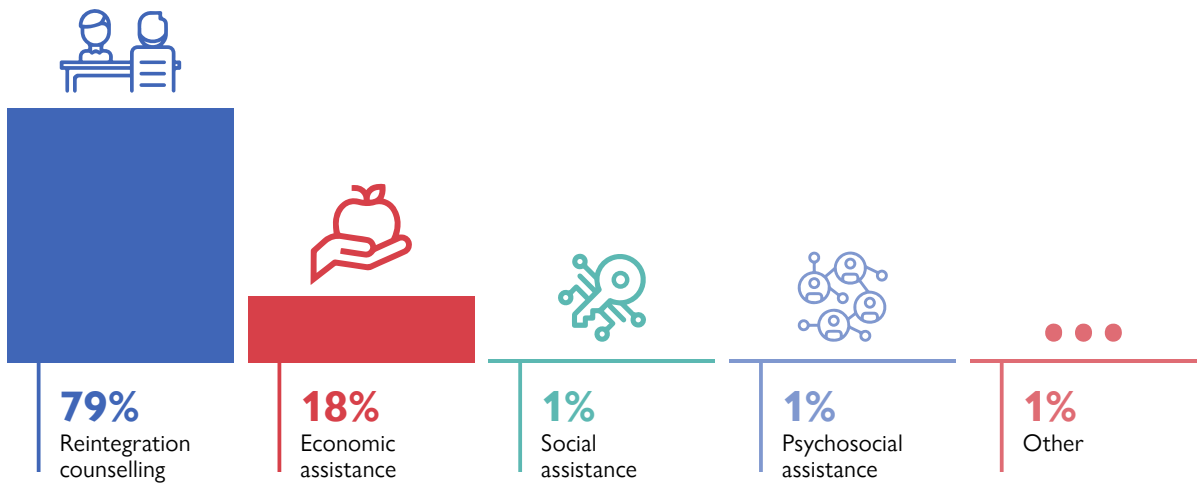 79%
Reintegration
counselling
18%
Economic
assistance
1%
Social
assistance
1%
Psychosocial
assistance
1%
Other